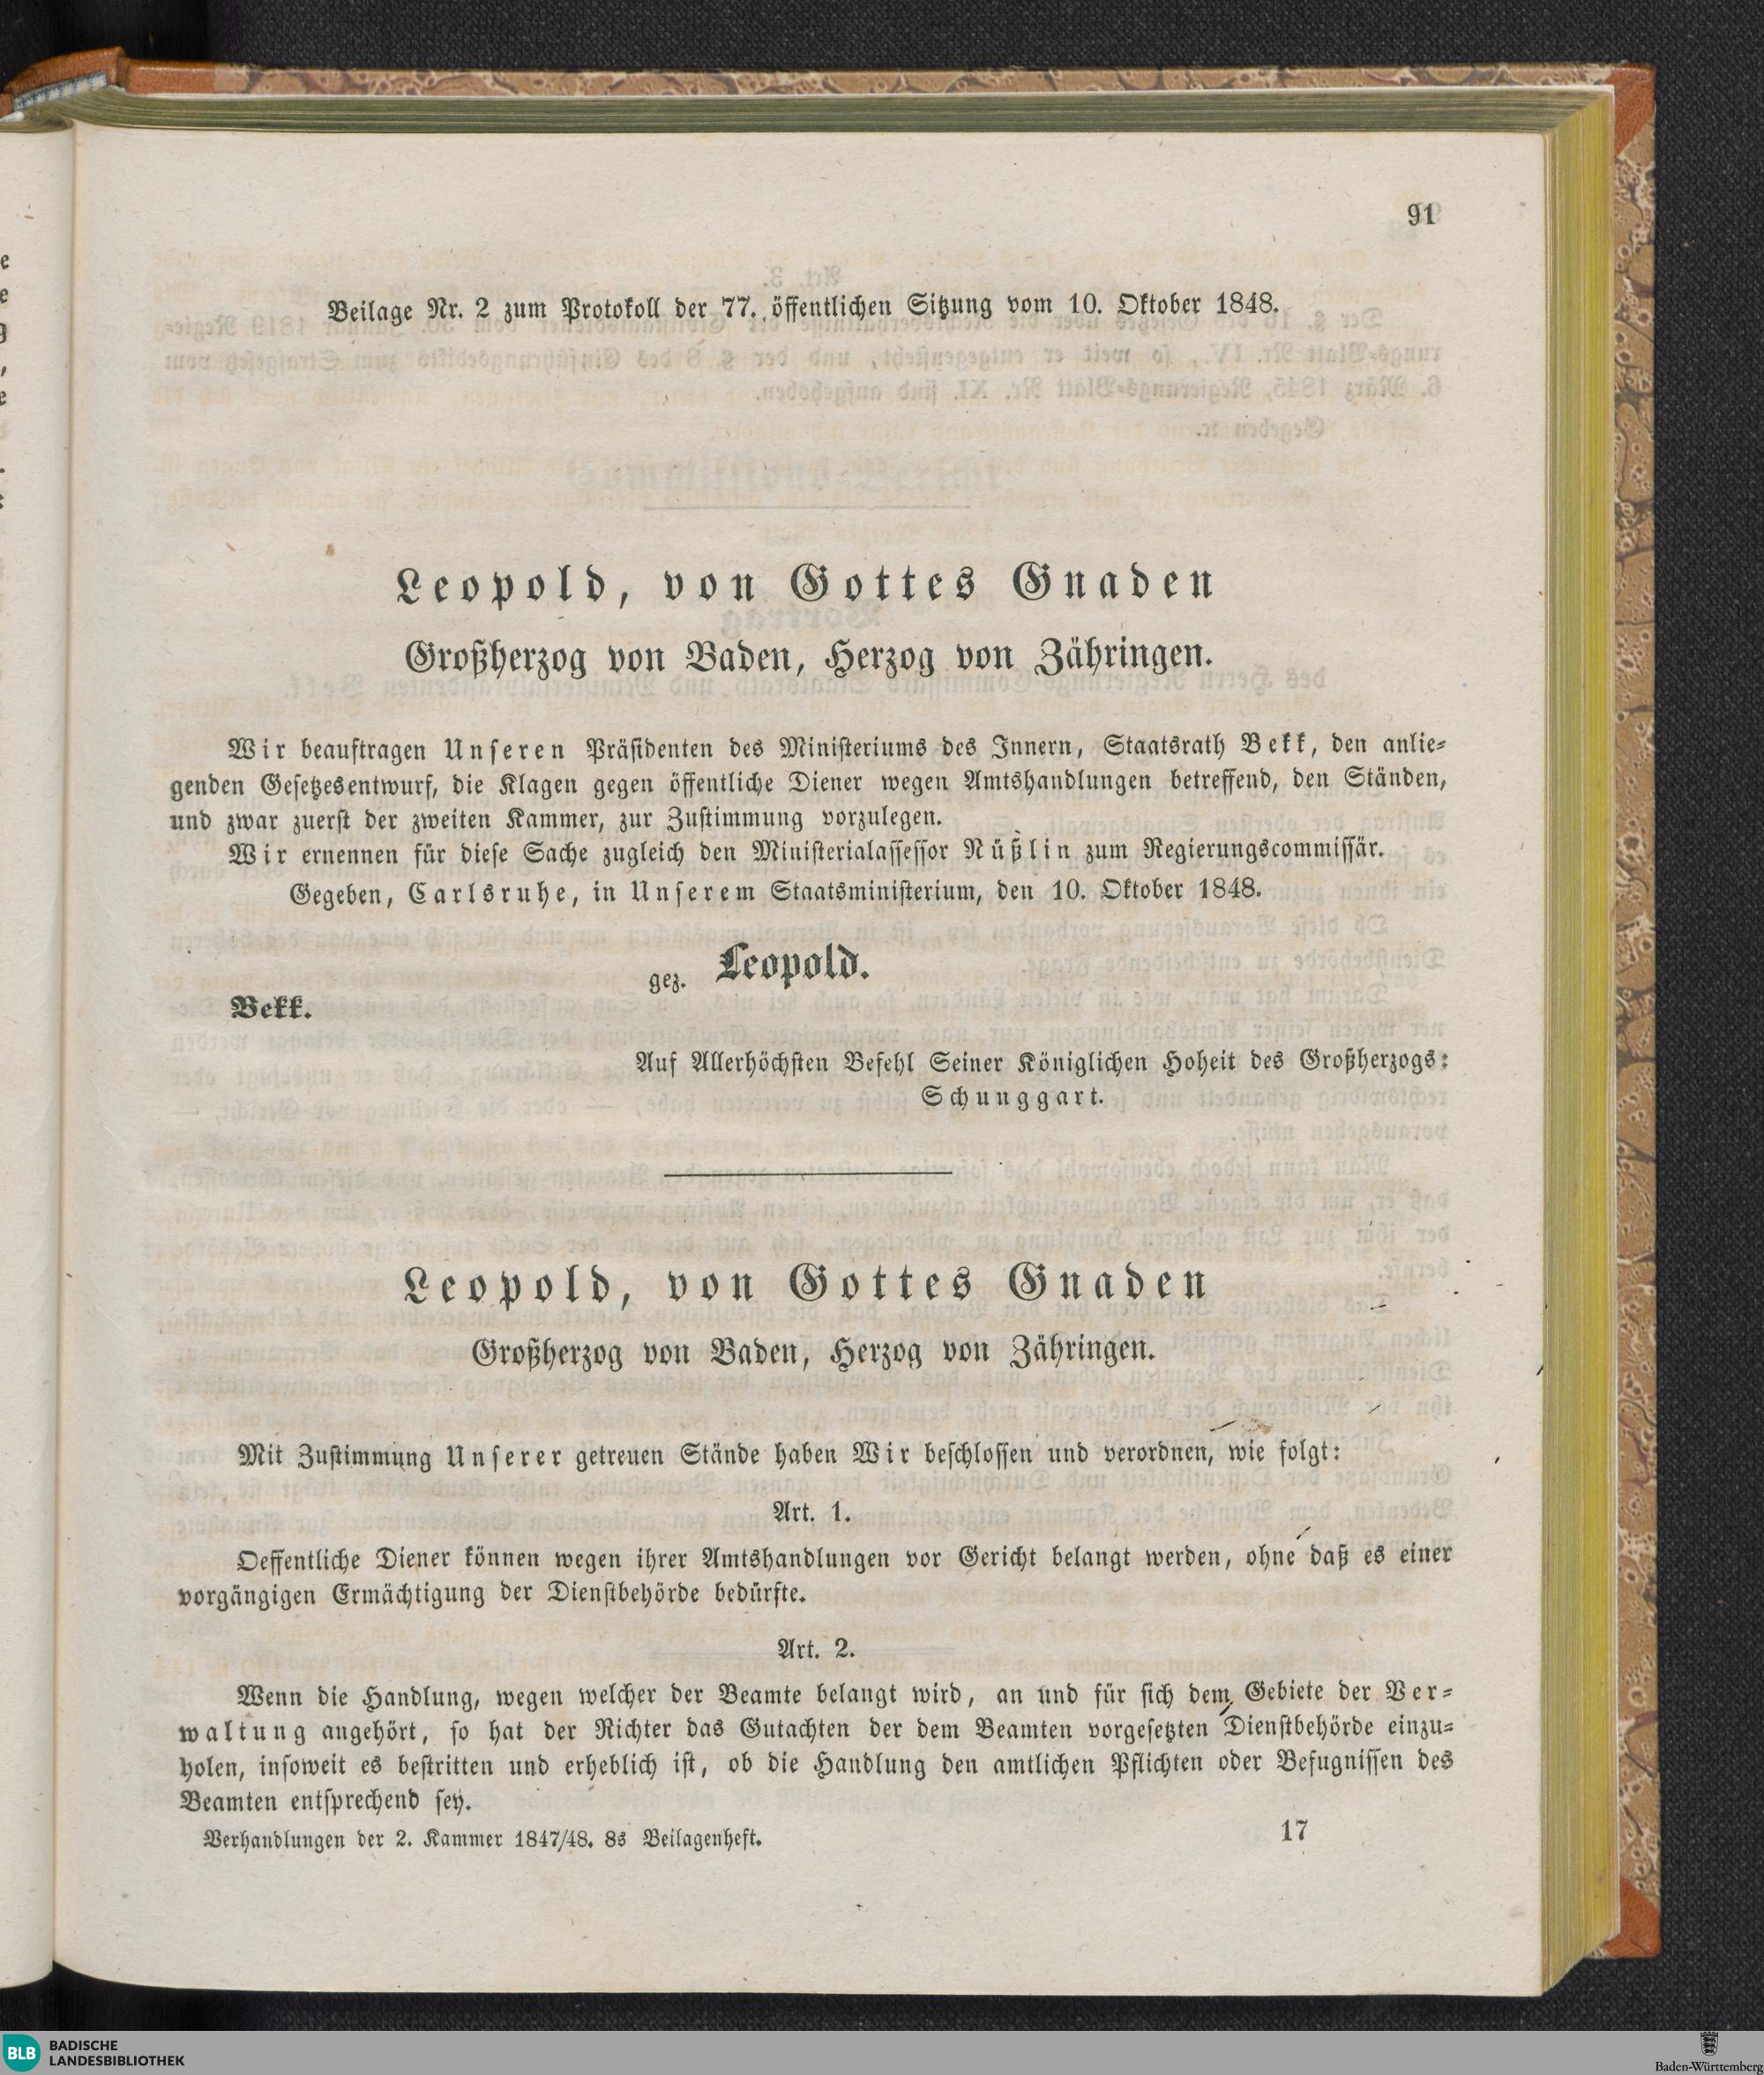 91
Beilage Nr. 2 zum Protokoll der 77. öffentlichen Sitzung vom 10. Oktober 1848.
Leopold, von Gottes Gnaden
Großherzog von Baden, Herzog von Zähringen.
Wir beauftragen Unseren Präsidenten des Ministeriums des Innern, Staatsrath Bekk, den anlie-
genden Gesetzesentwurf, die Klagen gegen öffentliche Diener wegen Amtshandlungen betreffend, den Ständen,
und zwar zuerst der zweiten Kammer, zur Zustimmung vorzulegen.
Wir ernennen für diese Sache zugleich den Ministerialassessor Nüßlin zum Regierungscommissär.
Gegeben, Carlsruhe, in Unserem Staatsministerium, den 10. Oktober 1848.
gez. Leopold.
Bekk.
Auf Allerhöchsten Befehl Seiner Königlichen Hoheit des Großherzogs:
Schunggart.
Leopold, von Gottes Gnaden
Großherzog von Baden, Herzog von Zähringen.
Mit Zustimmung Unserer getreuen Stände haben Wir beschlossen und verordnen, wie folgt:
Art. 1.
Oeffentliche Diener können wegen ihrer Amtshandlungen vor Gericht belangt werden, ohne daß es einer
vorgängigen Ermächtigung der Dienstbehörde bedürfte.
Art. 2.
Wenn die Handlung, wegen welcher der Beamte belangt wird, an und für sich dem Gebiete der Ver-
waltung angehört, so hat der Richter das Gutachten der dem Beamten vorgesetzten Dienstbehörde einzu-
holen, insoweit es bestritten und erheblich ist, ob die Handlung den amtlichen Pflichten oder Befugnissen des
Beamten entsprechend sey.
Verhandlungen der 2. Kammer 1847/48. 8s Beilagenheft.
17
BLB BADISCHE
LANDESBIBLIOTHEK
Baden-Württemberg